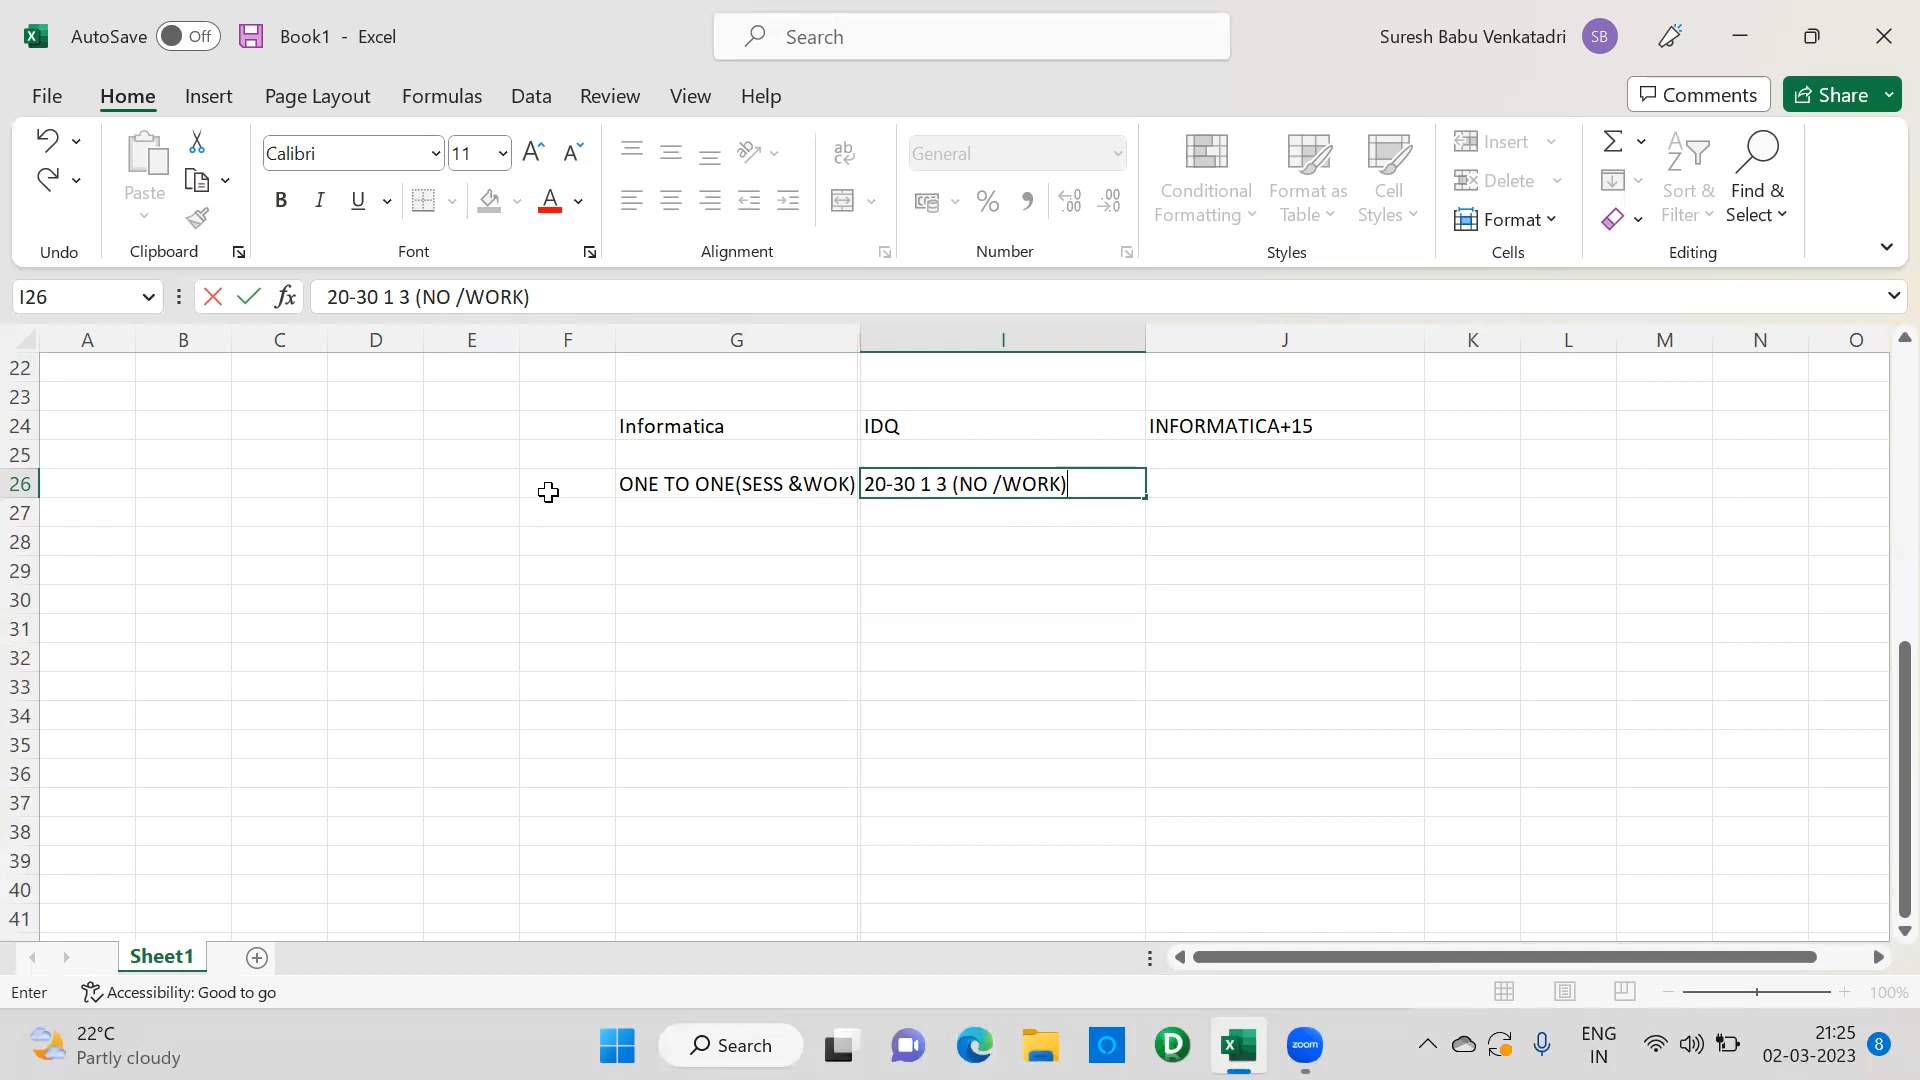 AutoSave Off Book1 - Excel Search Suresh Babu Venkatadri SB
File Home Insert Page Layout Formulas Data Review View Help Comments Share
Calibri 11 General Insert
Paste Conditional Format as Cell Delete Sort & Find &
B I U Formatting Table Styles Format Filter Select
Undo Clipboard Font Alignment Number Styles Cells Editing
I26 fx 20-30 1 3 (NO /WORK)
A B C D E F G I J K L M N O
22
23
24 Informatica IDQ INFORMATICA+15
25
26 ONE TO ONE(SESS &WOK) 20-30 1 3 (NO /WORK)
27
28
29
30
31
32
33
34
35
36
37
38
39
40
41
Sheet1
Enter Accessibility: Good to go 100%
22°C Partly cloudy Search zoom ENG IN 21:25 02-03-2023 8